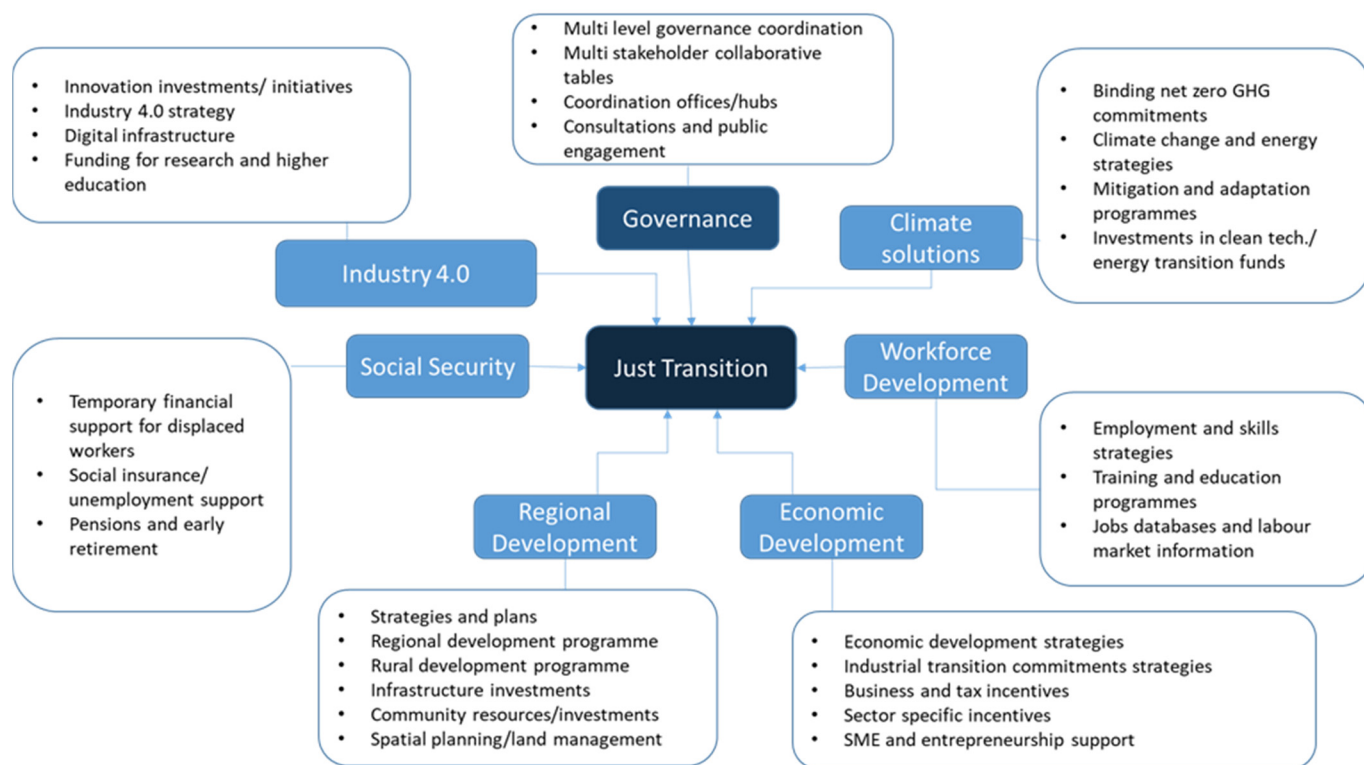 • Multi level governance coordination
• Multi stakeholder collaborative
tables
• Coordination offices/hubs
• Consultations and public
engagement
• Innovation investments/ initiatives
• Industry 4.0 strategy
• Digital infrastructure
• Funding for research and higher
education
• Binding net zero GHG
commitments
• Climate change and energy
strategies
• Mitigation and adaptation
programmes
• Investments in clean tech./
energy transition funds
Governance
Climate
solutions
Industry 4.0
Social Security
Just Transition
Workforce
Development
• Temporary financial
support for displaced
workers
• Social insurance/
unemployment support
• Pensions and early
retirement
• Employment and skills
strategies
• Training and education
programmes
• Jobs databases and labour
market information
Regional
Development
Economic
Development
• Strategies and plans
• Regional development programme
• Rural development programme
• Infrastructure investments
• Community resources/investments
• Spatial planning/land management
• Economic development strategies
• Industrial transition commitments strategies
• Business and tax incentives
• Sector specific incentives
• SME and entrepreneurship support